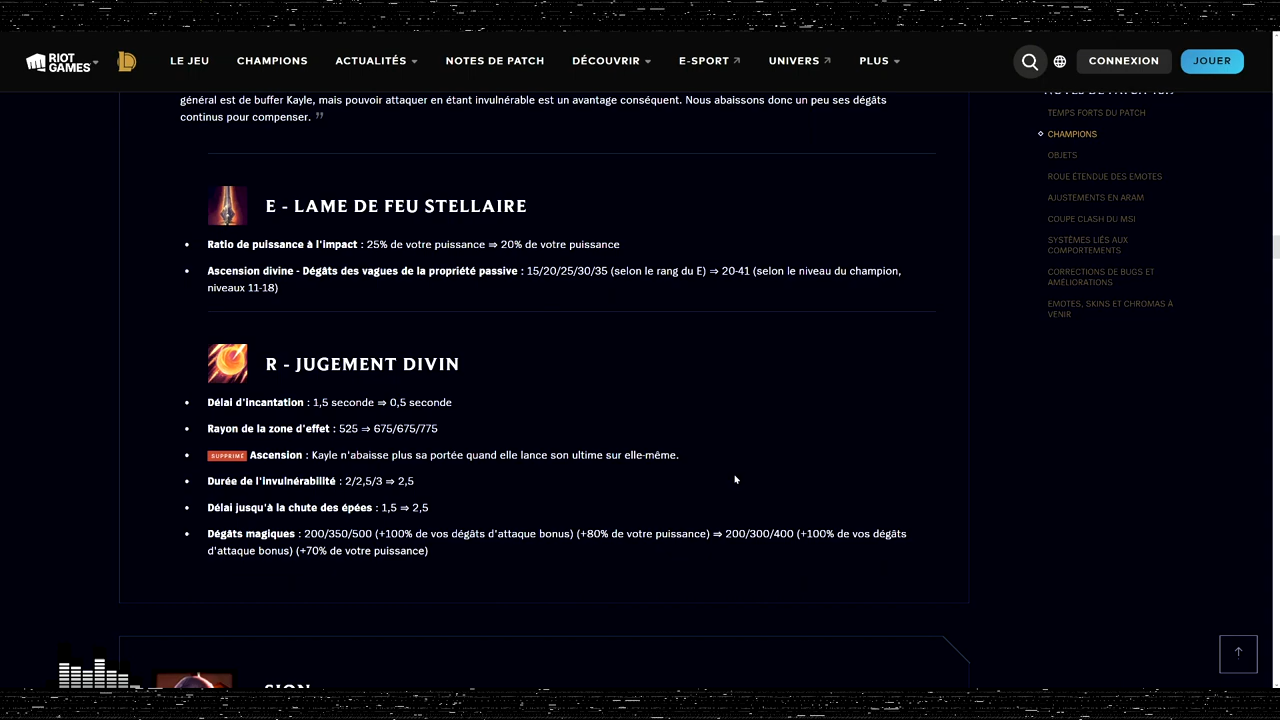 RIOT GAMES
LE JEU
CHAMPIONS
ACTUALITÉS
NOTES DE PATCH
DÉCOUVRIR
E-SPORT
UNIVERS
PLUS
CONNEXION
JOUER
général est de buffer Kayle, mais pouvoir attaquer en étant invulnérable est un avantage conséquent. Nous abaissons donc un peu ses dégâts
continus pour compenser. ”
E - LAME DE FEU STELLAIRE
• Ratio de puissance à l'impact : 25% de votre puissance ⇒ 20% de votre puissance
• Ascension divine - Dégâts des vagues de la propriété passive : 15/20/25/30/35 (selon le rang du E) ⇒ 20-41 (selon le niveau du champion,
niveaux 11-18)
R - JUGEMENT DIVIN
• Délai d'incantation : 1,5 seconde ⇒ 0,5 seconde
• Rayon de la zone d'effet : 525 ⇒ 675/675/775
• SUPPRIMÉ Ascension : Kayle n'abaisse plus sa portée quand elle lance son ultime sur elle-même.
• Durée de l'invulnérabilité : 2/2,5/3 ⇒ 2,5
• Délai jusqu'à la chute des épées : 1,5 ⇒ 2,5
• Dégâts magiques : 200/350/500 (+100% de vos dégâts d'attaque bonus) (+80% de votre puissance) ⇒ 200/300/400 (+100% de vos dégâts
d'attaque bonus) (+70% de votre puissance)
SION
TEMPS FORTS DU PATCH
CHAMPIONS
OBJETS
ROUE ÉTENDUE DES EMOTES
AJUSTEMENTS EN ARAM
COUPE CLASH DU MSI
SYSTÈMES LIÉS AUX
COMPORTEMENTS
CORRECTIONS DE BUGS ET
AMÉLIORATIONS
EMOTES, SKINS ET CHROMAS À
VENIR